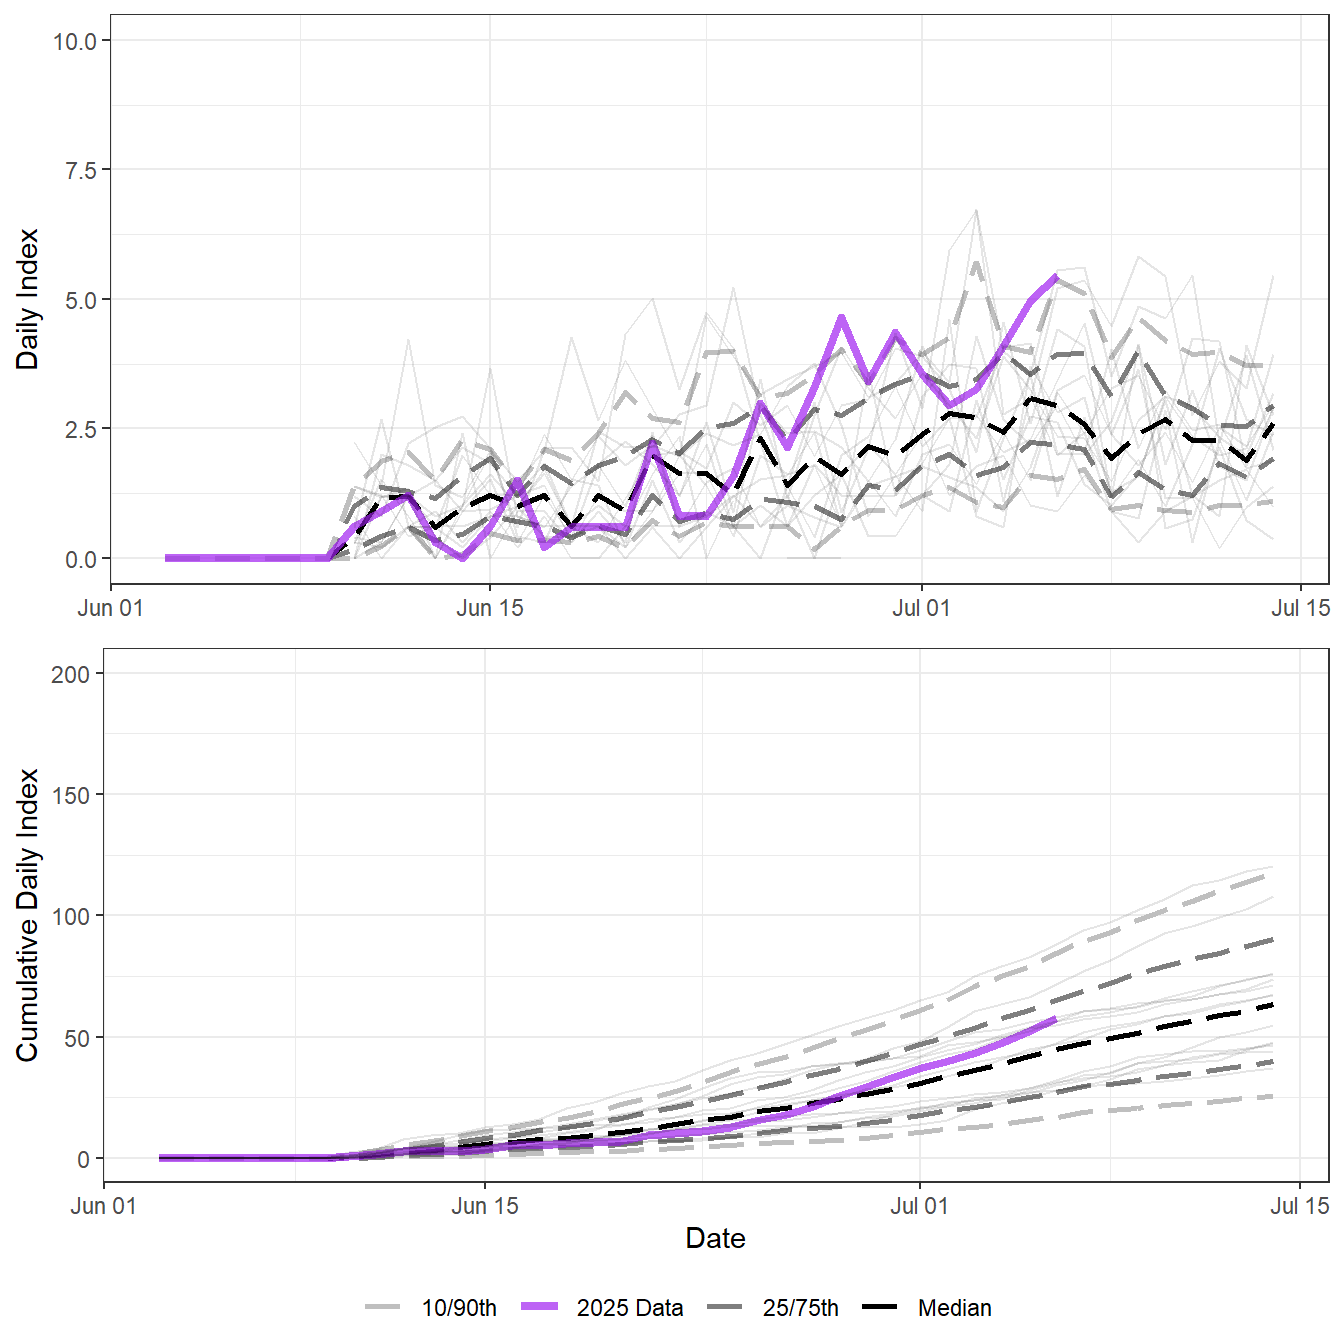 Daily Index
10.0
7.5
5.0
2.5
0.0
Jun 01 Jun 15 Jul 01 Jul 15
Cumulative Daily Index
200
150
100
50
0
Jun 01 Jun 15 Jul 01 Jul 15
Date
10/90th 2025 Data 25/75th Median